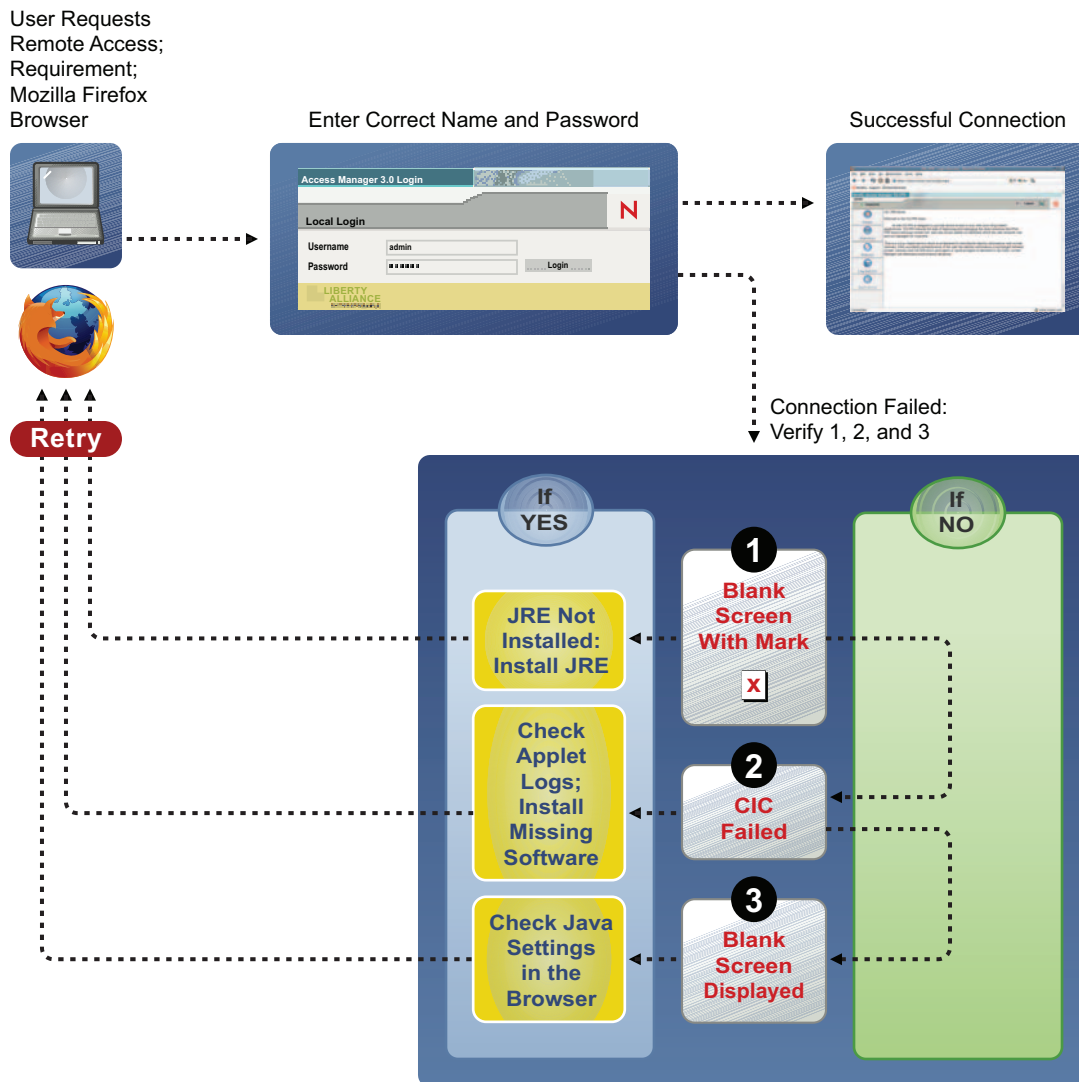 User Requests
Remote Access;
Requirement;
Mozilla Firefox
Browser
Enter Correct Name and Password
Successful Connection
Access Manager 3.0 Login
Local Login
N
Username
admin
Password
Login
LIBERTY
ALLIANCE
Retry
Connection Failed:
Verify 1, 2, and 3
If
YES
If
NO
1
Blank
Screen
With Mark
x
JRE Not
Installed:
Install JRE
2
CIC
Failed
Check
Applet
Logs;
Install
Missing
Software
3
Blank
Screen
Displayed
Check Java
Settings
in the
Browser